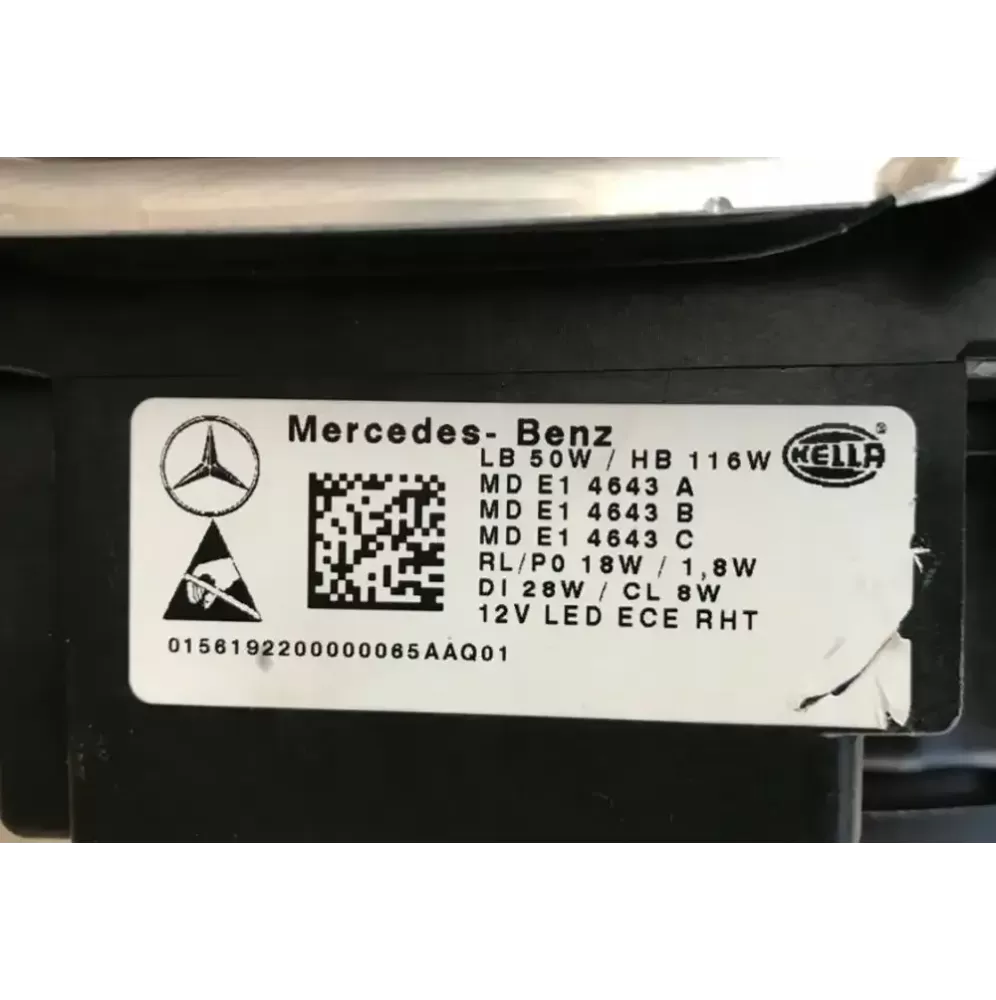 Mercedes- Benz
HELLA®
LB 50W / HB 116W
MD E1 4643 A
MD E1 4643 B
MD E1 4643 C
RL/PO 18W / 1,8W
DI 28W / CL 8W
12V LED ECE RHT
0156192200000065AAQ01